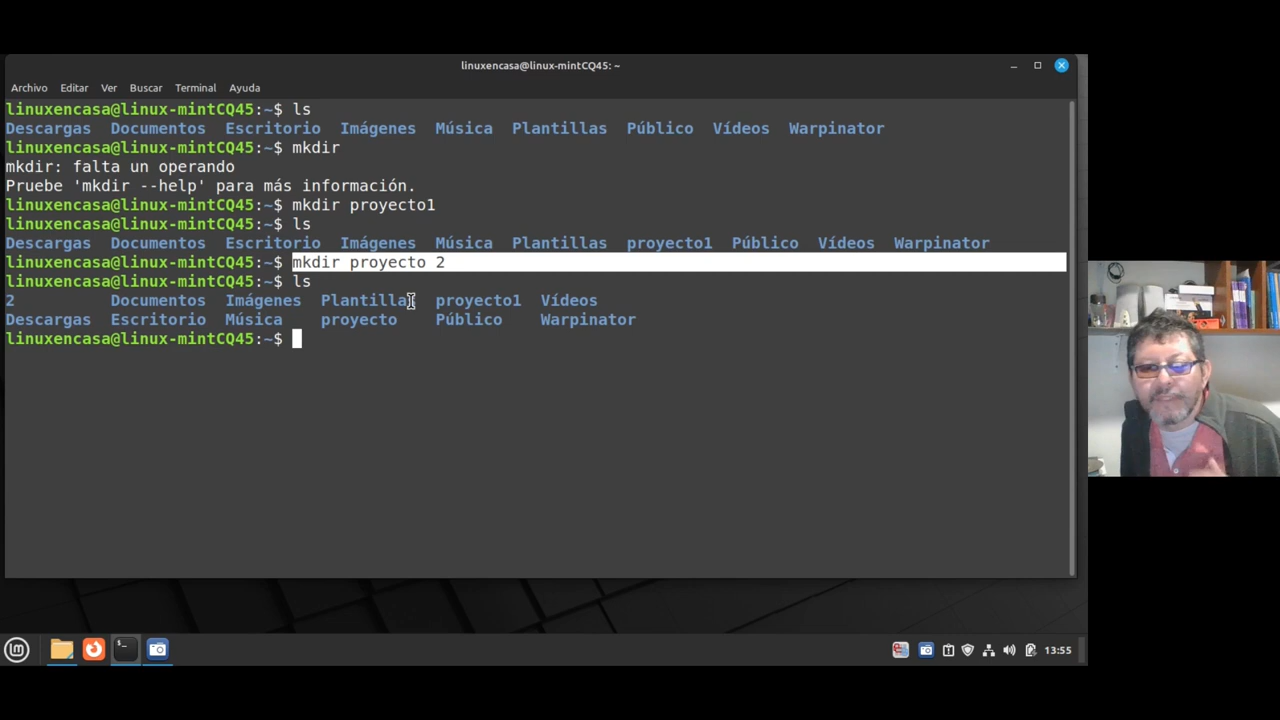 linuxencasa@linux-mintCQ45: ~
Archivo Editar Ver Buscar Terminal Ayuda
linuxencasa@linux-mintCQ45:~$ ls
Descargas Documentos Escritorio Imágenes Música Plantillas Público Vídeos Warpinator
linuxencasa@linux-mintCQ45:~$ mkdir
mkdir: falta un operando
Pruebe 'mkdir --help' para más información.
linuxencasa@linux-mintCQ45:~$ mkdir proyecto1
linuxencasa@linux-mintCQ45:~$ ls
Descargas Documentos Escritorio Imágenes Música Plantillas proyecto1 Público Vídeos Warpinator
linuxencasa@linux-mintCQ45:~$ mkdir proyecto 2
linuxencasa@linux-mintCQ45:~$ ls
2 Documentos Imágenes Plantillas proyecto1 Vídeos
Descargas Escritorio Música proyecto Público Warpinator
linuxencasa@linux-mintCQ45:~$
13:55